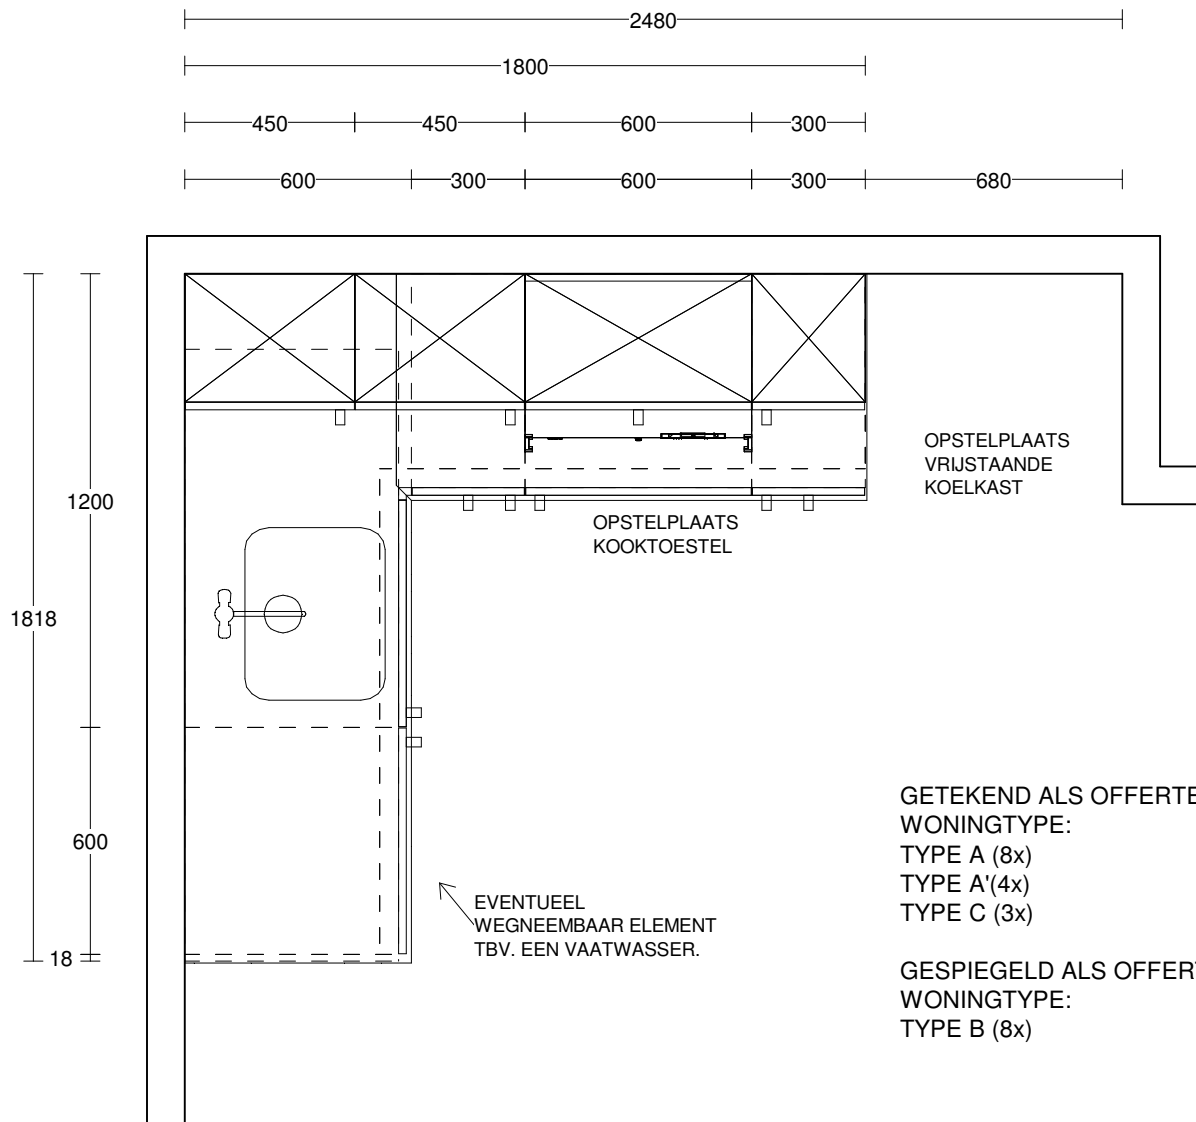 2480
1800
450 450 600 300
600 300 600 300 680
1200
1818
600
18
OPSTELPLAATS
VRIJSTAANDE
KOELKAST
OPSTELPLAATS
KOOKTOESTEL
EVENTUEEL
WEGNEEMBAAR ELEMENT
TBV. EEN VAATWASSER.
GETEKEND ALS OFFERTE
WONINGTYPE:
TYPE A (8x)
TYPE A'(4x)
TYPE C (3x)
GESPIEGELD ALS OFFERT
WONINGTYPE:
TYPE B (8x)